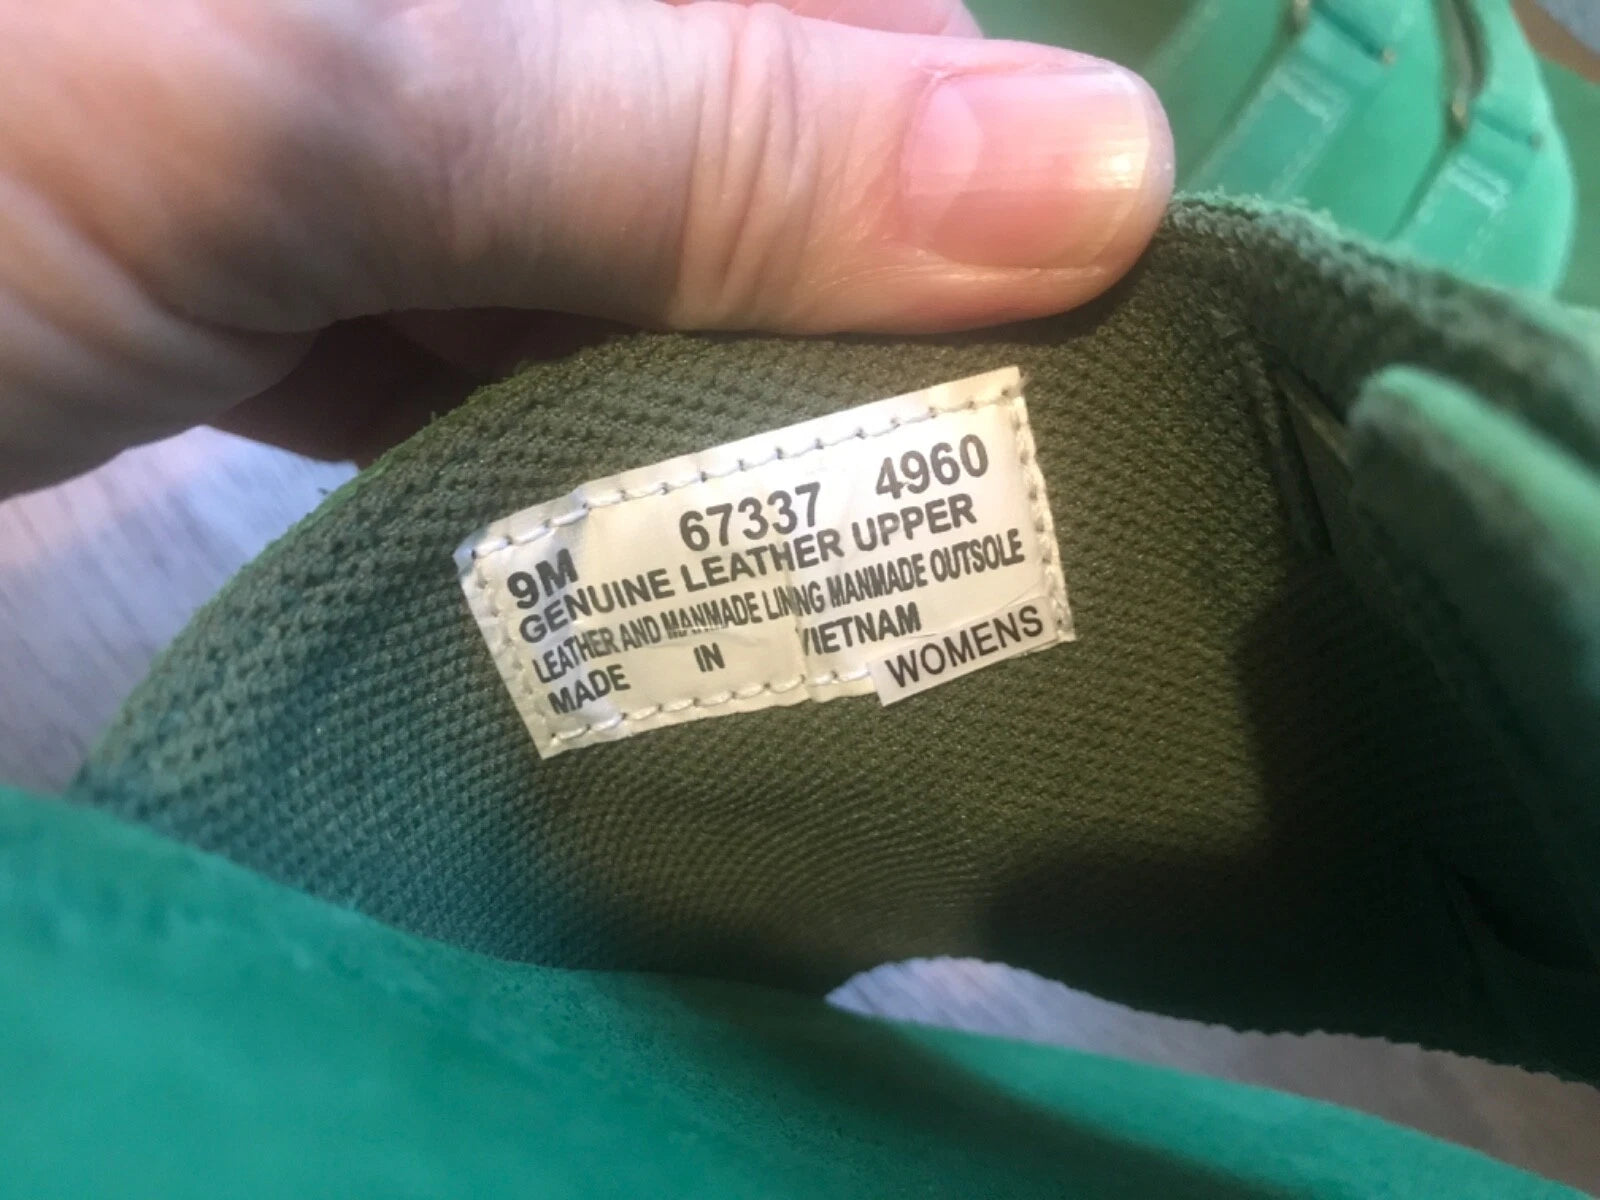 9M 67337 4960
GENUINE LEATHER UPPER
LEATHER AND MANMADE LINING MANMADE OUTSOLE
MADE IN VIETNAM
WOMENS